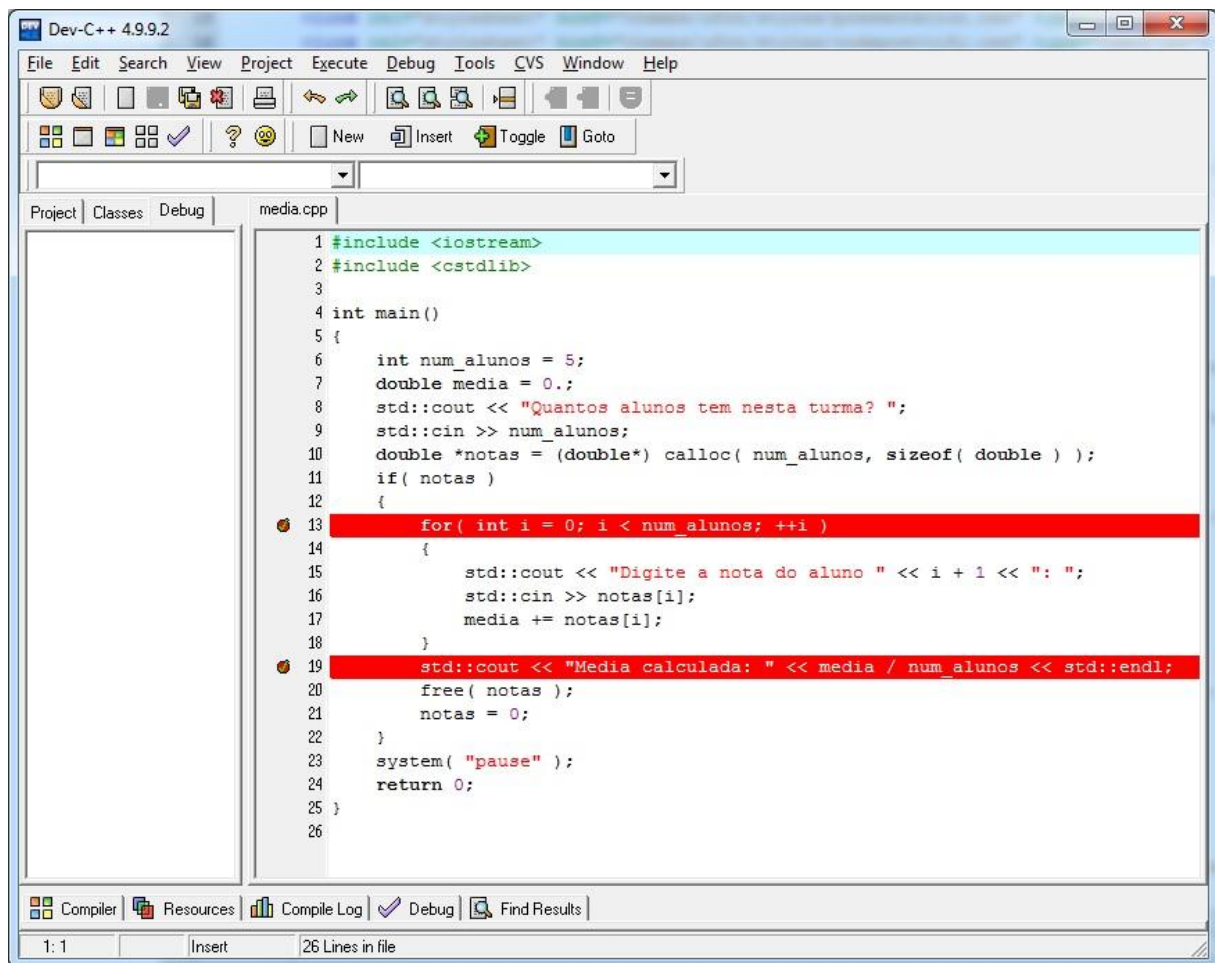 Dev-C++ 4.9.9.2
File Edit Search View Project Execute Debug Tools CVS Window Help
New Insert Toggle Goto
Project Classes Debug media.cpp
1 #include <iostream>
2 #include <cstdlib>
3
4 int main()
5 {
6 int num_alunos = 5;
7 double media = 0.;
8 std::cout << "Quantos alunos tem nesta turma? ";
9 std::cin >> num_alunos;
10 double *notas = (double*) calloc( num_alunos, sizeof( double ) );
11 if( notas )
12 {
13 for( int i = 0; i < num_alunos; ++i )
14 {
15 std::cout << "Digite a nota do aluno " << i + 1 << ": ";
16 std::cin >> notas[i];
17 media += notas[i];
18 }
19 std::cout << "Media calculada: " << media / num_alunos << std::endl;
20 free( notas );
21 notas = 0;
22 }
23 system( "pause" );
24 return 0;
25 }
26
Compiler Resources Compile Log Debug Find Results
1: 1 Insert 26 Lines in file